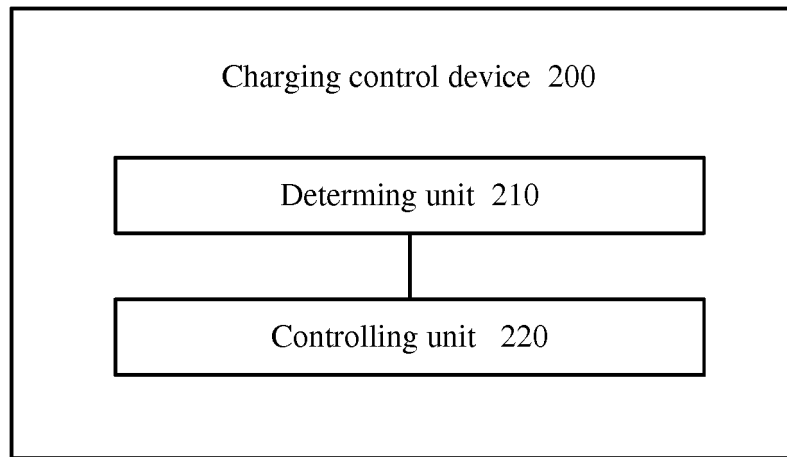 Charging control device 200
Determing unit 210
Controlling unit 220